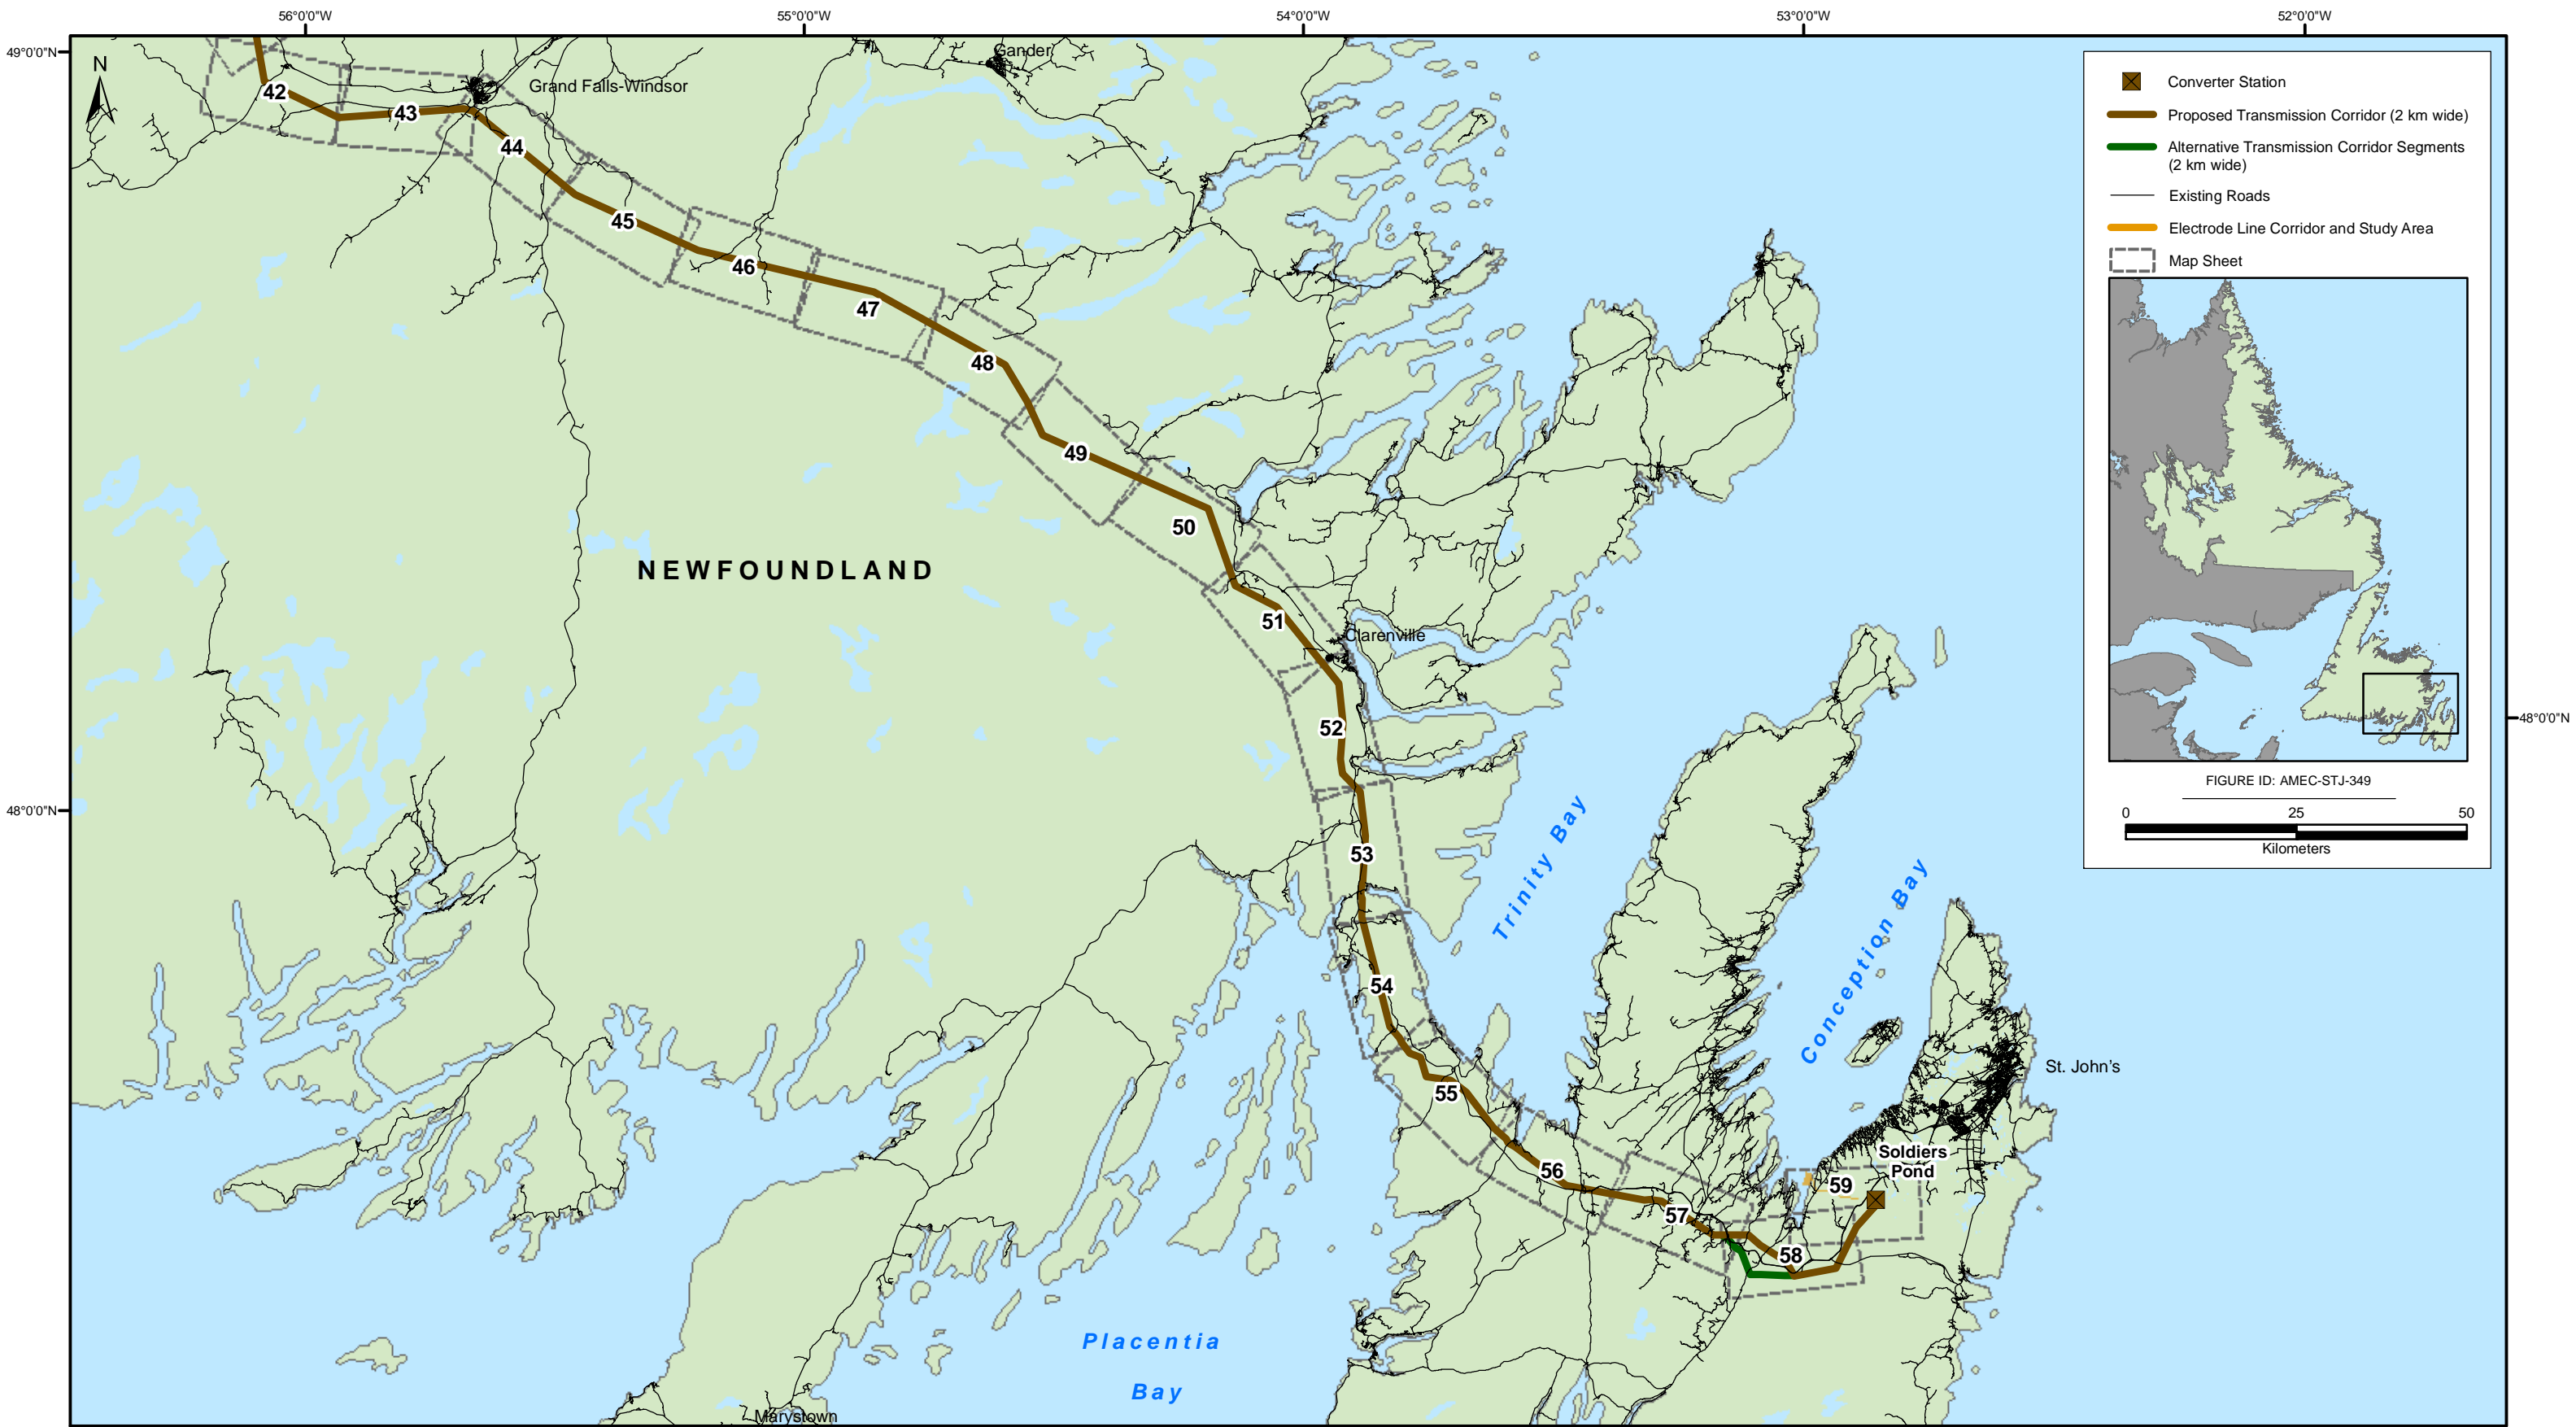 56°0'0"W
55°0'0"W
54°0'0"W
53°0'0"W
52°0'0"W
49°0'0"N
N
Gander
Grand Falls-Windsor
42
43
44
45
46
47
48
49
50
NEWFOUNDLAND
51
Clarenville
52
48°0'0"N
48°0'0"N
53
Trinity Bay
Conception Bay
54
55
St. John's
56
Soldiers
Pond
59
57
58
Placentia
Bay
Marystown
Converter Station
Proposed Transmission Corridor (2 km wide)
Alternative Transmission Corridor Segments
(2 km wide)
Existing Roads
Electrode Line Corridor and Study Area
Map Sheet
FIGURE ID: AMEC-STJ-349
0 25 50
Kilometers